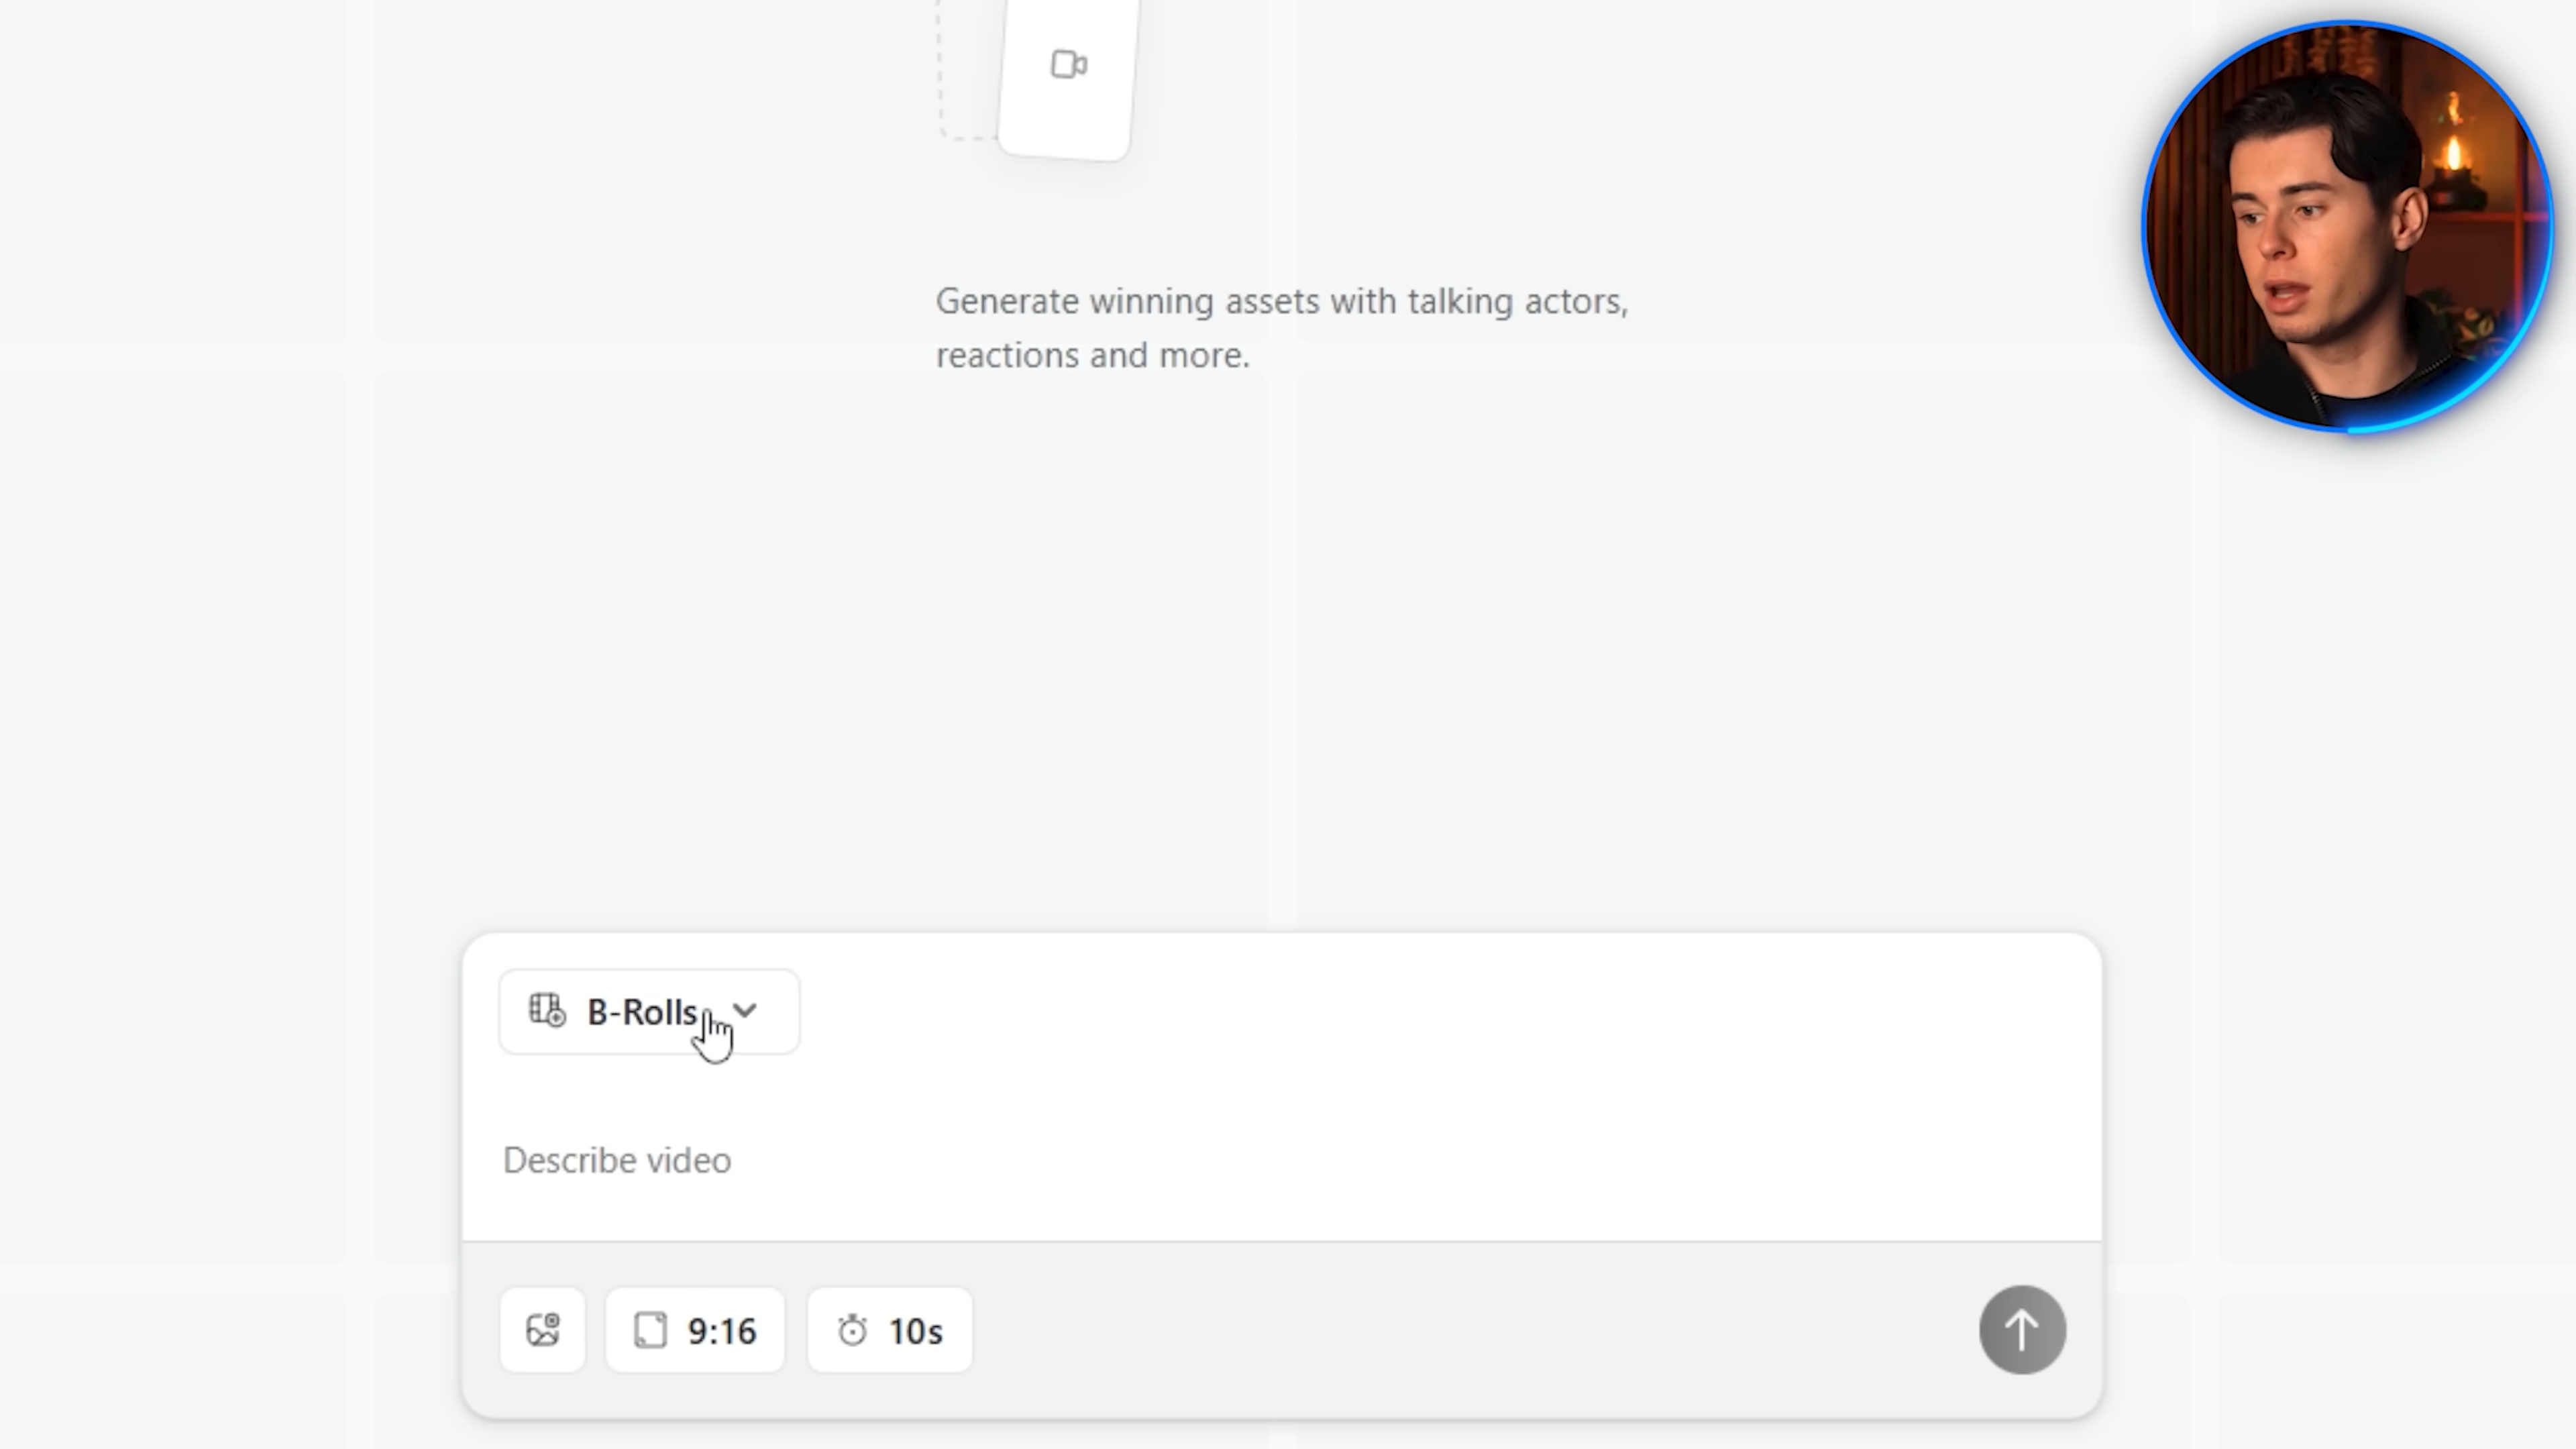 Generate winning assets with talking actors,
reactions and more.
B-Rolls
Describe video
9:16
10s